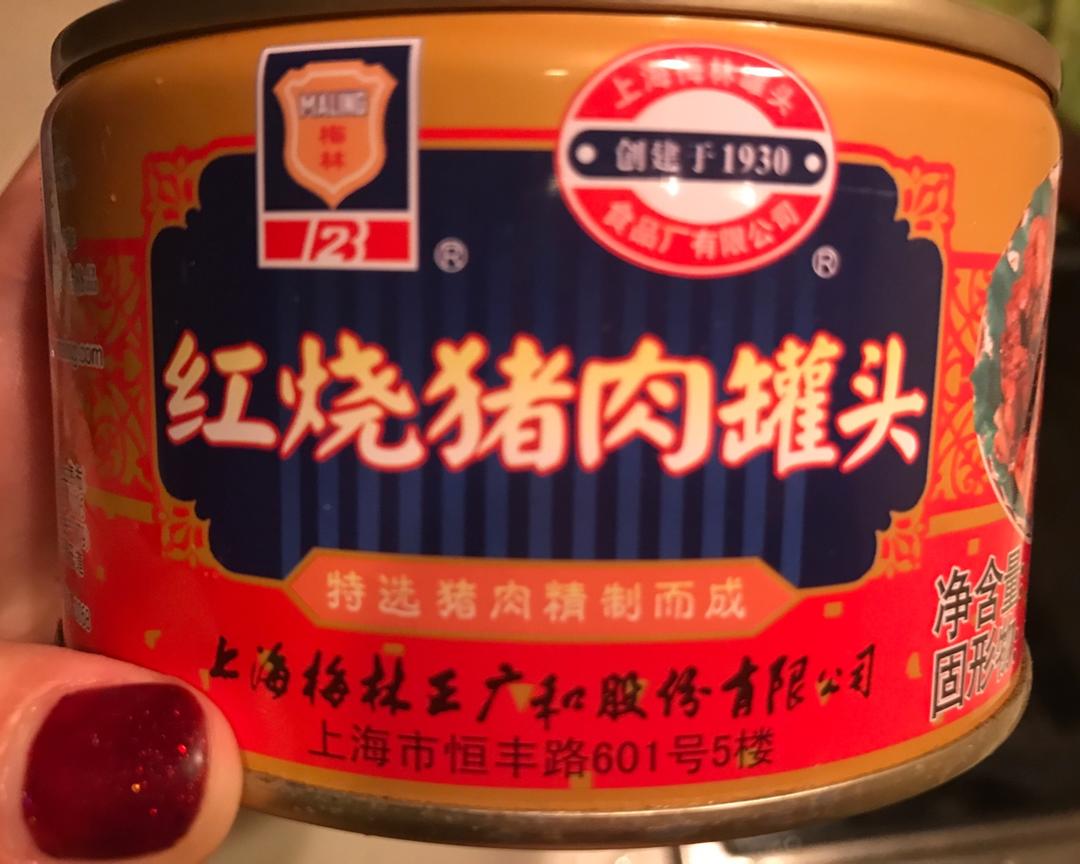 MALING
梅
林
B2
®
上海梅林罐头
创建于1930
食品厂有限公司
®
红烧猪肉罐头
特选猪肉精制而成
上海梅林正广和股份有限公司
上海市恒丰路601号5楼
净含量
固形